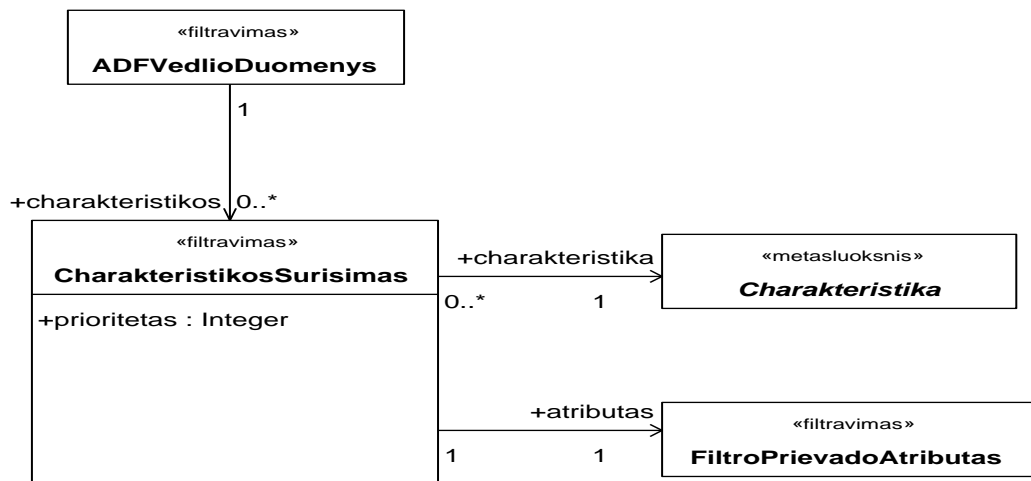 «filtravimas»
ADFVedlioDuomenys
1
+charakteristikos 0..*
«filtravimas»
CharakteristikosSurisimas
+prioritetas : Integer
+charakteristika
0..* 1
«metasluoksnis»
Charakteristika
+atributas
1 1
«filtravimas»
FiltroPrievadoAtributas